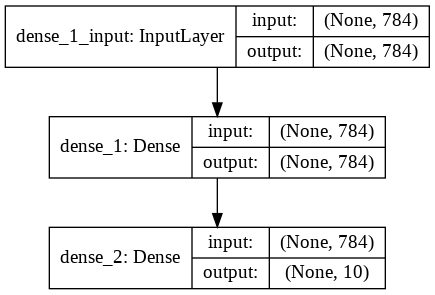 dense_1_input: InputLayer
input: (None, 784)
output: (None, 784)
dense_1: Dense
input: (None, 784)
output: (None, 784)
dense_2: Dense
input: (None, 784)
output: (None, 10)